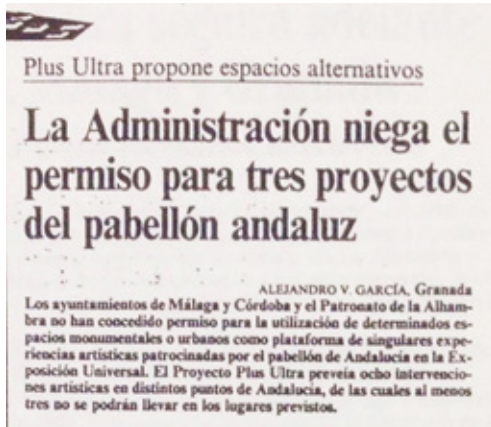 Plus Ultra propone espacios alternativos
La Administración niega el
permiso para tres proyectos
del pabellón andaluz
ALEJANDRO V. GARCÍA, Granada
Los ayuntamientos de Málaga y Córdoba y el Patronato de la Alham-
bra no han concedido permiso para la utilización de determinados es-
pacios monumentales o urbanos como plataforma de singulares expe-
riencias artísticas patrocinadas por el pabellón de Andalucía en la Ex-
posición Universal. El Proyecto Plus Ultra preveía ocho intervencio-
nes artísticas en distintos puntos de Andalucía, de las cuales al menos
tres no se podrán llevar en los lugares previstos.